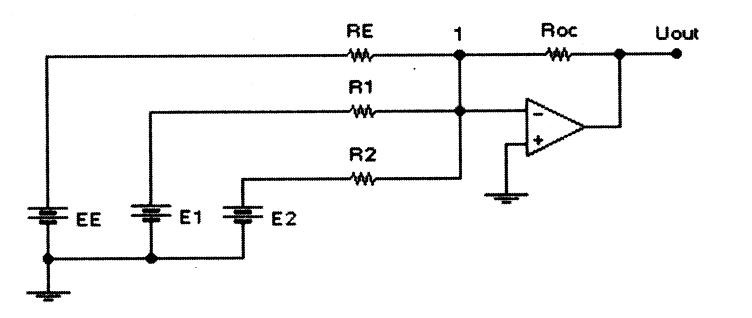 RE
1
Roc
Uout
R1
-
+
R2
EE
E1
E2